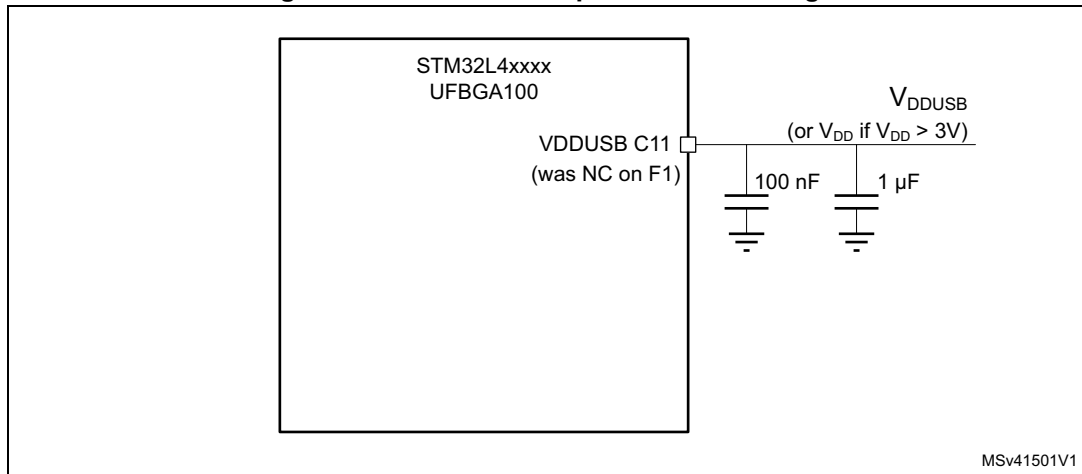 STM32L4xxxx
UFBGA100
VDDUSB
(or VDD if VDD > 3V)
VDDUSB C11
(was NC on F1)
100 nF
1 µF
MSv41501V1